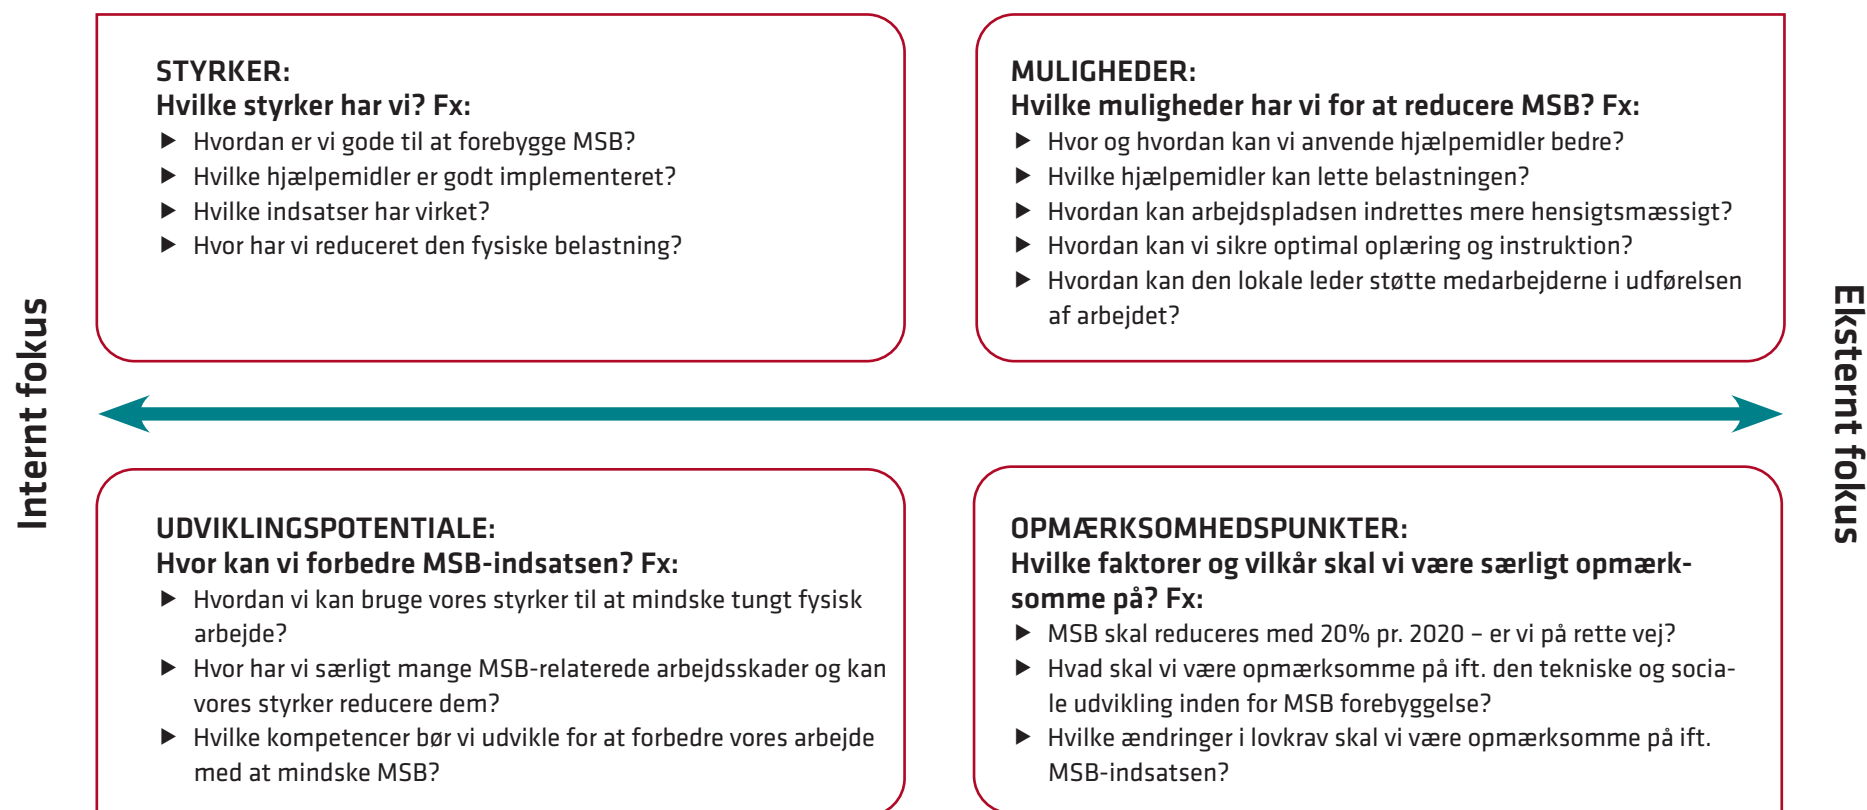 STYRKER:
Hvilke styrker har vi? Fx:
▶ Hvordan er vi gode til at forebygge MSB?
▶ Hvilke hjælpemidler er godt implementeret?
▶ Hvilke indsatser har virket?
▶ Hvor har vi reduceret den fysiske belastning?
MULIGHEDER:
Hvilke muligheder har vi for at reducere MSB? Fx:
▶ Hvor og hvordan kan vi anvende hjælpemidler bedre?
▶ Hvilke hjælpemidler kan lette belastningen?
▶ Hvordan kan arbejdspladsen indrettes mere hensigtsmæssigt?
▶ Hvordan kan vi sikre optimal oplæring og instruktion?
▶ Hvordan kan den lokale leder støtte medarbejderne i udførelsen
af arbejdet?
Internt fokus
Eksternt fokus
UDVIKLINGSPOTENTIALE:
Hvor kan vi forbedre MSB-indsatsen? Fx:
▶ Hvordan vi kan bruge vores styrker til at mindske tungt fysisk
arbejde?
▶ Hvor har vi særligt mange MSB-relaterede arbejdsskader og kan
vores styrker reducere dem?
▶ Hvilke kompetencer bør vi udvikle for at forbedre vores arbejde
med at mindske MSB?
OPMÆRKSOMHEDSPUNKTER:
Hvilke faktorer og vilkår skal vi være særligt opmærk-
somme på? Fx:
▶ MSB skal reduceres med 20% pr. 2020 – er vi på rette vej?
▶ Hvad skal vi være opmærksomme på ift. den tekniske og socia-
le udvikling inden for MSB forebyggelse?
▶ Hvilke ændringer i lovkrav skal vi være opmærksomme på ift.
MSB-indsatsen?